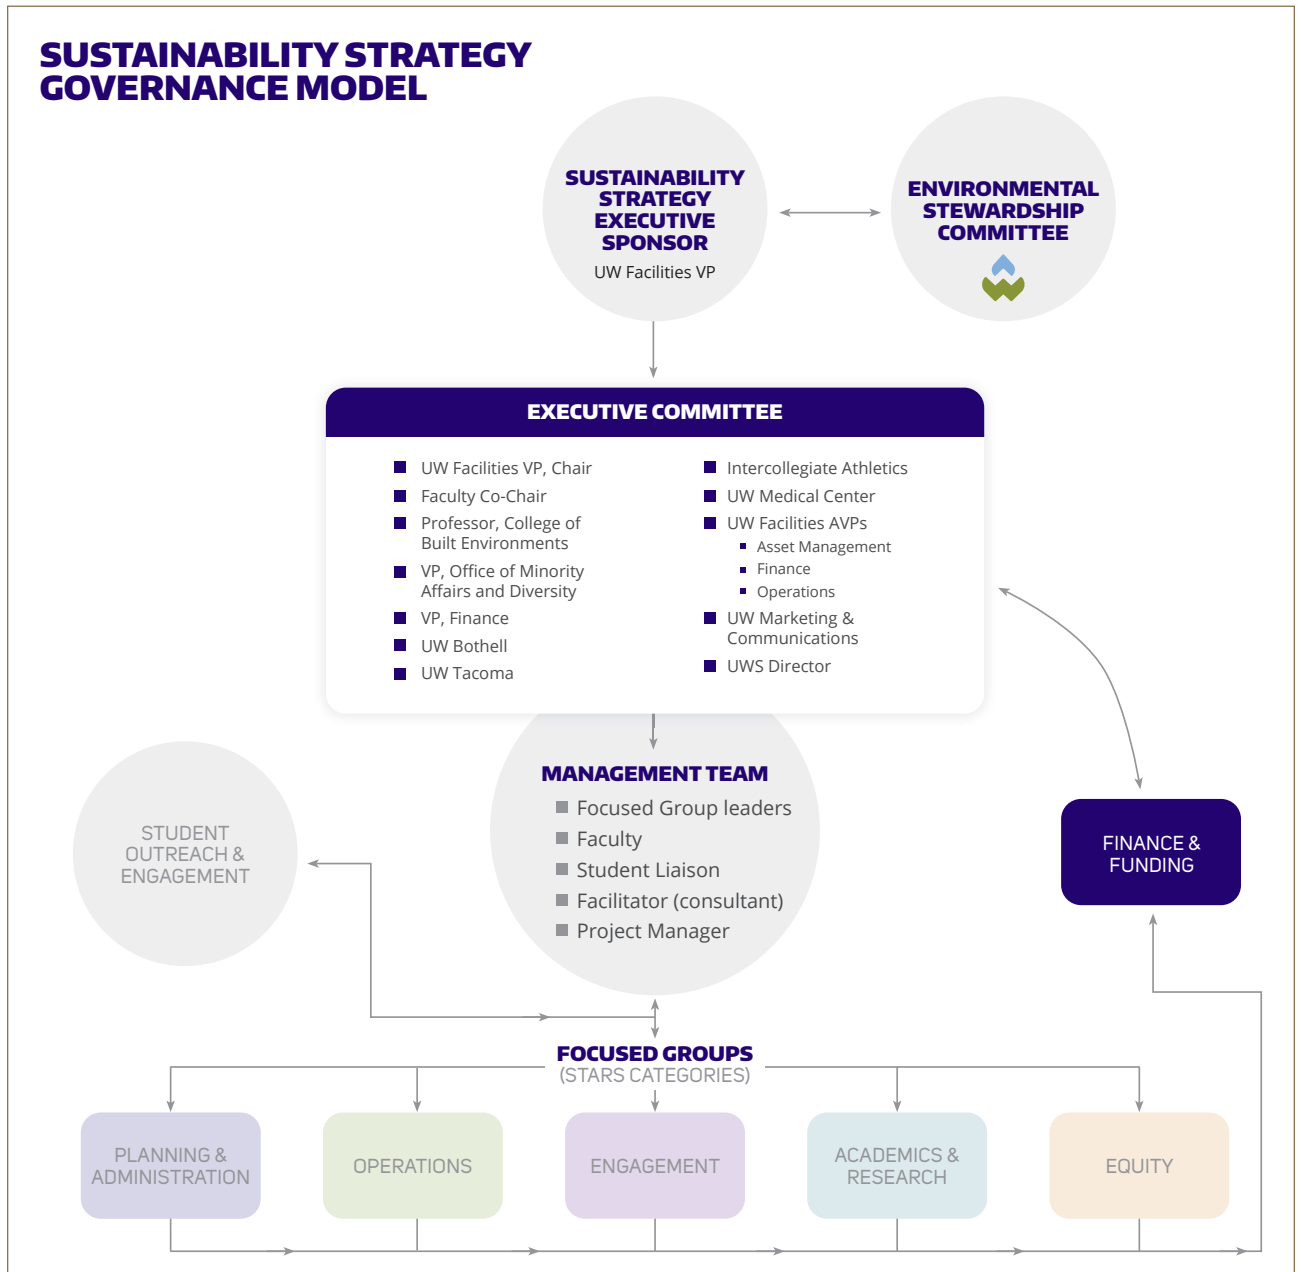 SUSTAINABILITY STRATEGY
GOVERNANCE MODEL
SUSTAINABILITY
STRATEGY
EXECUTIVE
SPONSOR
UW Facilities VP
ENVIRONMENTAL
STEWARDSHIP
COMMITTEE
EXECUTIVE COMMITTEE
UW Facilities VP, Chair
Faculty Co-Chair
Professor, College of
Built Environments
VP, Office of Minority
Affairs and Diversity
VP, Finance
UW Bothell
UW Tacoma
Intercollegiate Athletics
UW Medical Center
UW Facilities AVPs
Asset Management
Finance
Operations
UW Marketing &
Communications
UWS Director
MANAGEMENT TEAM
Focused Group leaders
Faculty
Student Liaison
Facilitator (consultant)
Project Manager
STUDENT
OUTREACH &
ENGAGEMENT
FINANCE &
FUNDING
FOCUSED GROUPS
(STARS CATEGORIES)
PLANNING &
ADMINISTRATION
OPERATIONS
ENGAGEMENT
ACADEMICS &
RESEARCH
EQUITY